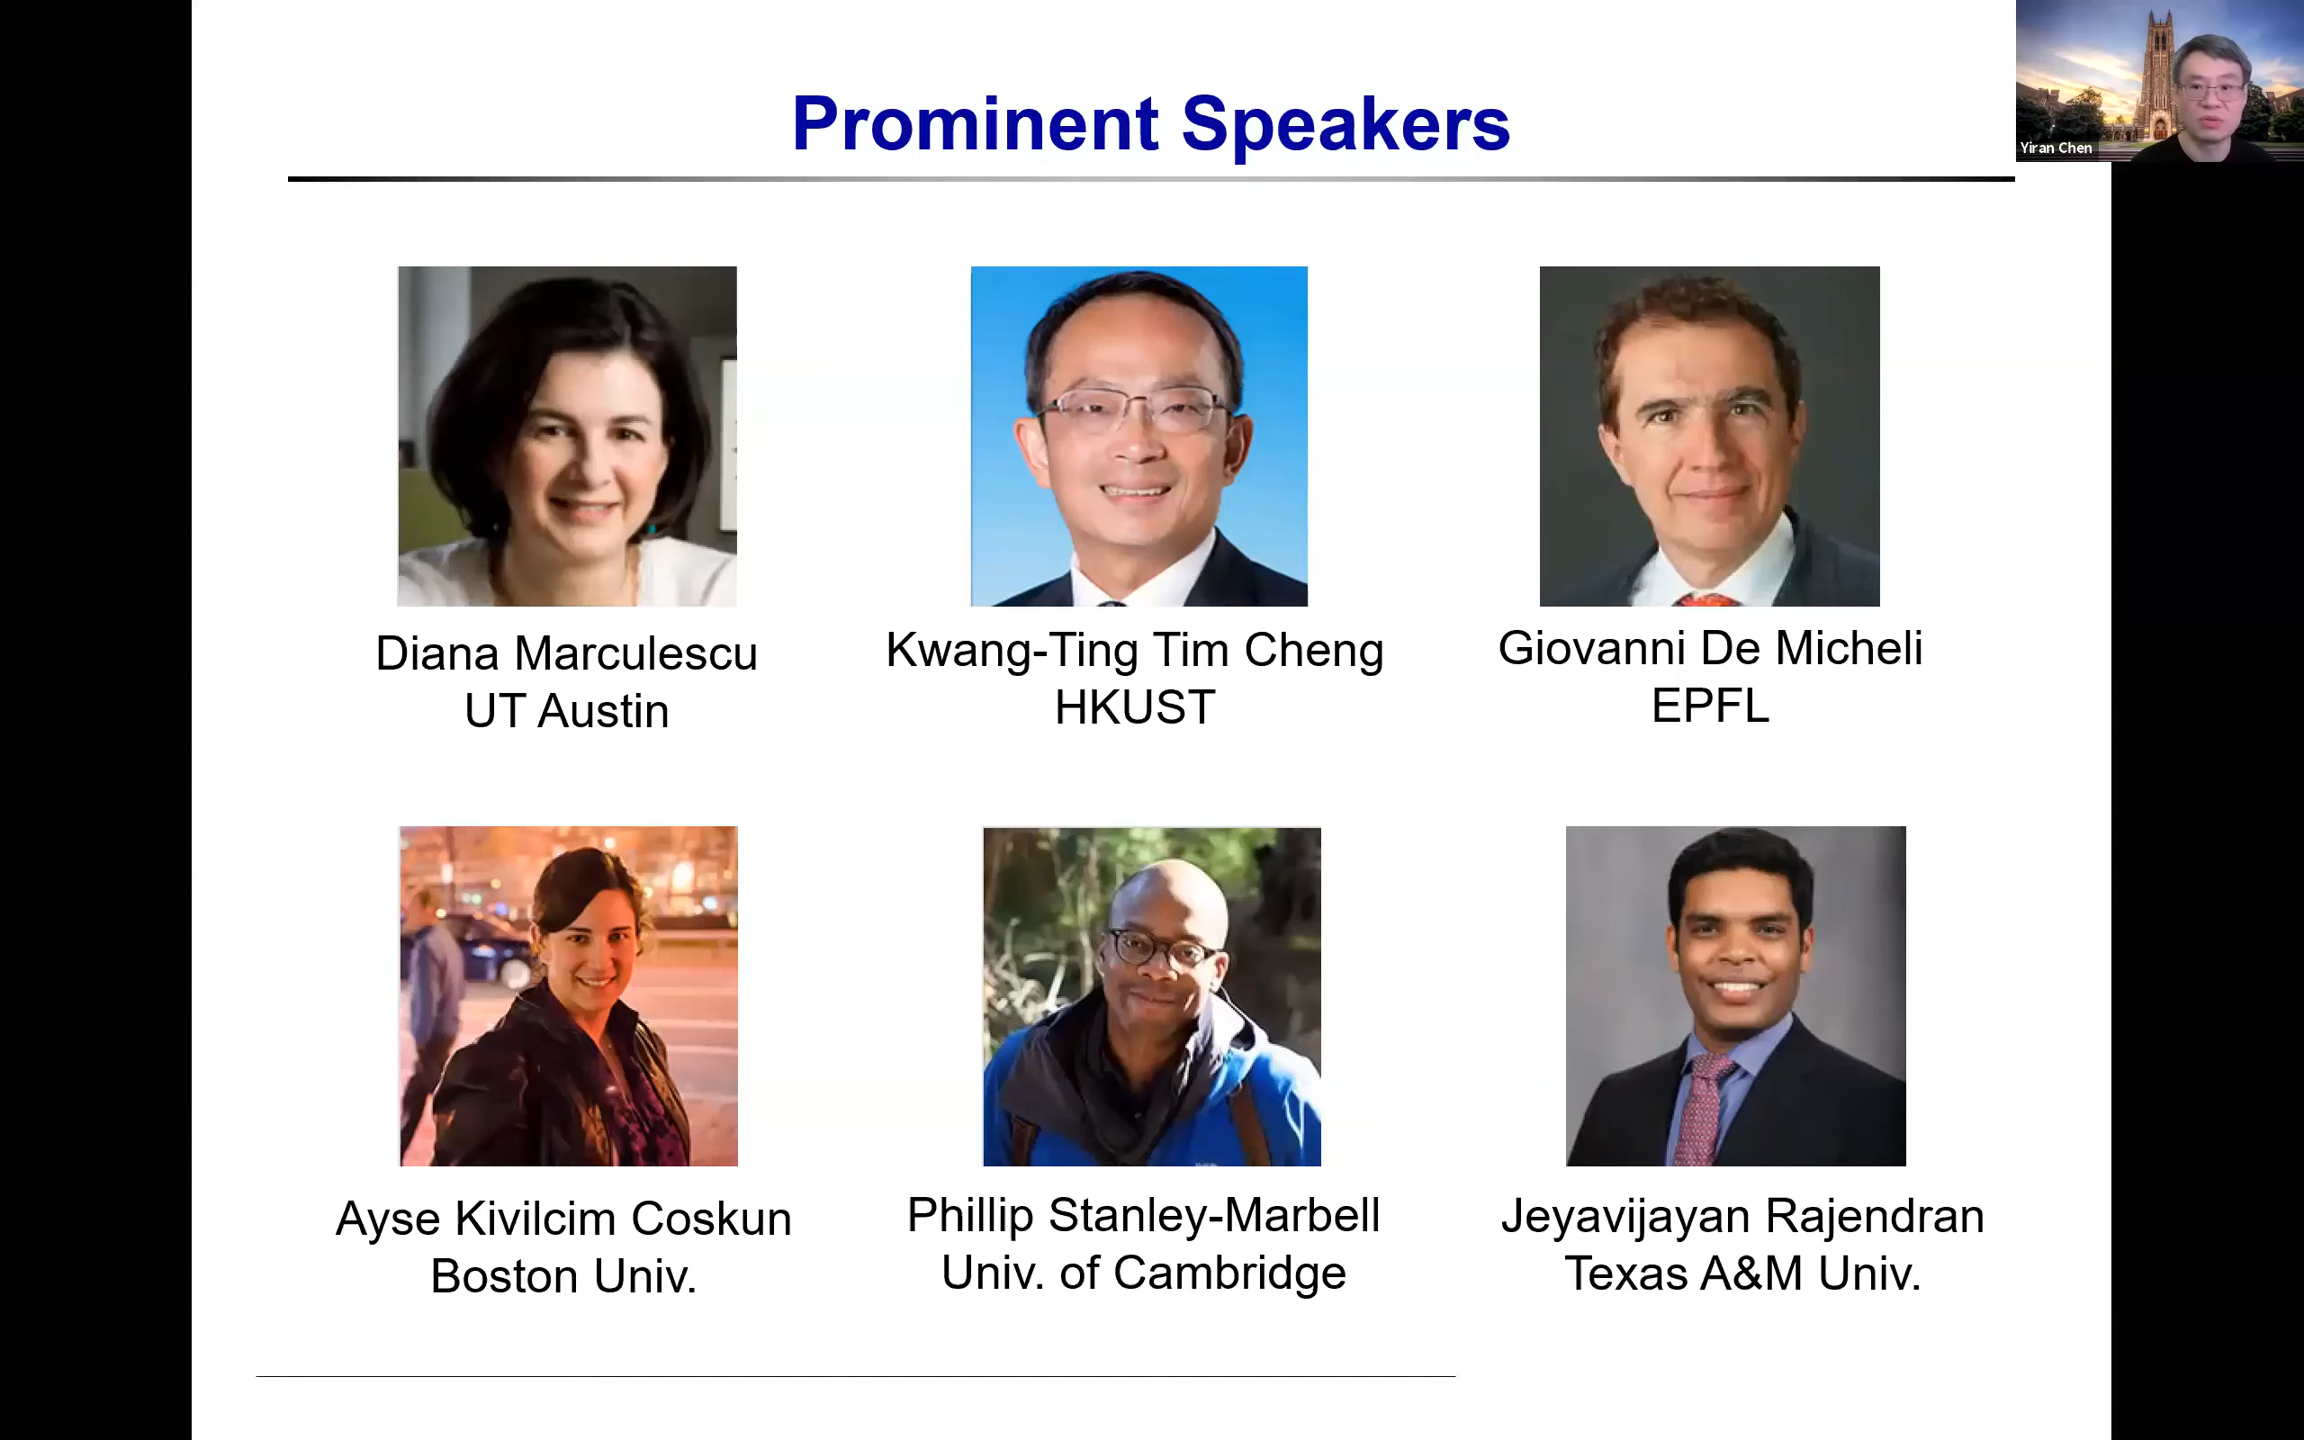 Prominent Speakers
Yiran Chen
Diana Marculescu
UT Austin
Kwang-Ting Tim Cheng
HKUST
Giovanni De Micheli
EPFL
Ayse Kivilcim Coskun
Boston Univ.
Phillip Stanley-Marbell
Univ. of Cambridge
Jeyavijayan Rajendran
Texas A&M Univ.